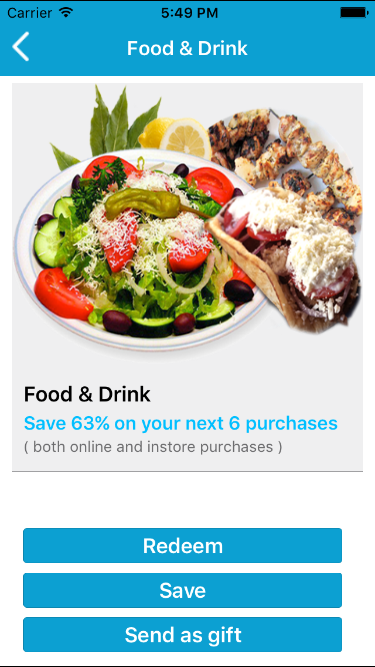 Carrier 5:49 PM
Food & Drink
Food & Drink
Save 63% on your next 6 purchases
( both online and instore purchases )
Redeem
Save
Send as gift